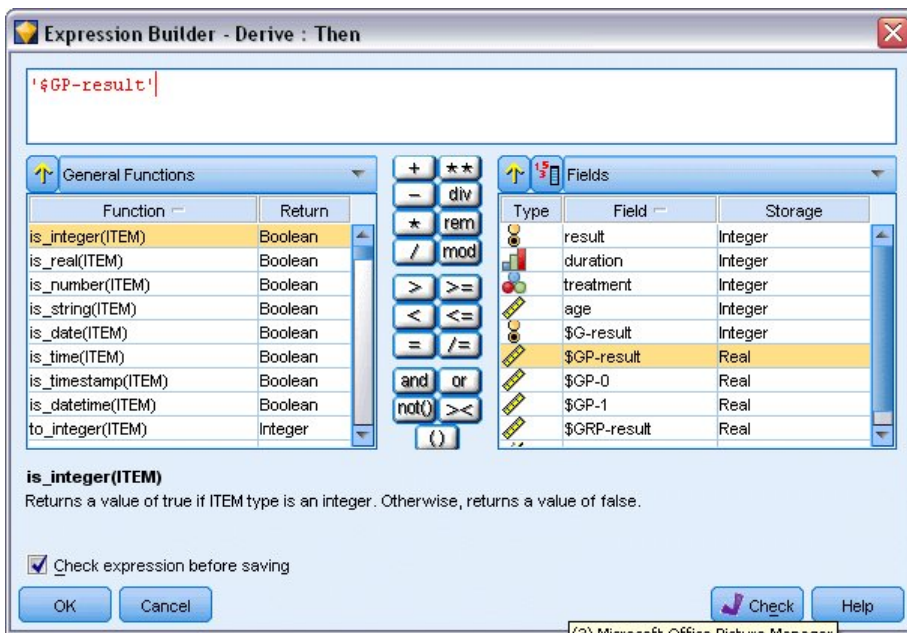 Expression Builder - Derive : Then
'$GP-result'
General Functions
Function Return
is_integer(ITEM) Boolean
is_real(ITEM) Boolean
is_number(ITEM) Boolean
is_string(ITEM) Boolean
is_date(ITEM) Boolean
is_time(ITEM) Boolean
is_timestamp(ITEM) Boolean
is_datetime(ITEM) Boolean
to_integer(ITEM) Integer
+ **
- div
* rem
/ mod
> >=
< <=
= /=
and or
not() ><
()
Fields
Type Field Storage
result Integer
duration Integer
treatment Integer
age Integer
$G-result Integer
$GP-result Real
$GP-0 Real
$GP-1 Real
$GRP-result Real
is_integer(ITEM)
Returns a value of true if ITEM type is an integer. Otherwise, returns a value of false.
Check expression before saving
OK Cancel Check Help
(2) Microsoft Office Picture Manager